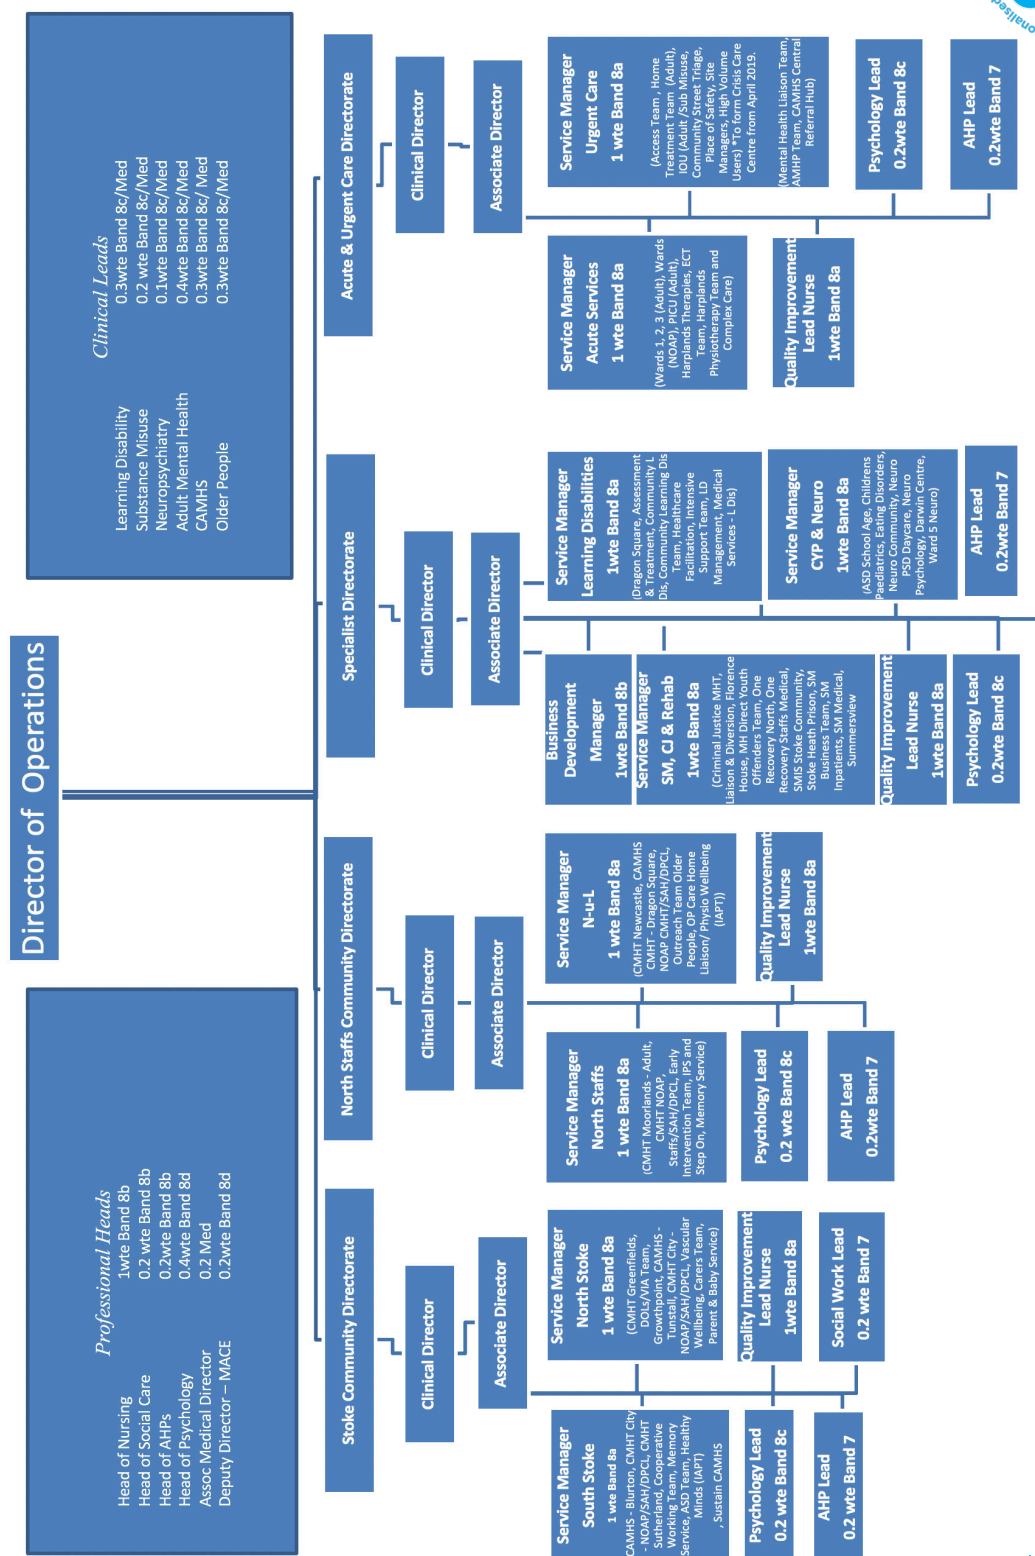 Director of Operations
Professional Heads
Head of Nursing 1wte Band 8b
Head of Social Care 0.2 wte Band 8b
Head of AHPs 0.2wte Band 8b
Head of Psychology 0.4wte Band 8d
Assoc Medical Director 0.2 Med
Deputy Director – MACE 0.2wte Band 8d
Clinical Leads
Learning Disability 0.3wte Band 8c/Med
Substance Misuse 0.2 wte Band 8c/Med
Neuropsychiatry 0.1wte Band 8c/Med
Adult Mental Health 0.4wte Band 8c/Med
CAMHS 0.3wte Band 8c/ Med
Older People 0.3wte Band 8c/Med
Stoke Community Directorate
Clinical Director
Associate Director
Service Manager
South Stoke
1 wte Band 8a
CAMHS - Blurton, CMHT City
- NOAP/SAH/DPCL, CMHT
Sutherland, Cooperative
Working Team, Memory
Service, ASD Team, Healthy
Minds (IAPT)
, Sustain CAMHS
Service Manager
North Stoke
1 wte Band 8a
(CMHT Greenfields,
DOLs/VIA Team,
Growthpoint, CAMHS -
Tunstall, CMHT City -
NOAP/SAH/DPCL, Vascular
Wellbeing, Carers Team,
Parent & Baby Service)
Psychology Lead
0.2 wte Band 8c
Quality Improvement
Lead Nurse
1wte Band 8a
AHP Lead
0.2 wte Band 7
Social Work Lead
0.2 wte Band 7
North Staffs Community Directorate
Clinical Director
Associate Director
Service Manager
North Staffs
1 wte Band 8a
(CMHT Moorlands - Adult,
CMHT NOAP,
Staffs/SAH/DPCL, Early
Intervention Team, IPS and
Step On, Memory Service)
Service Manager
N-u-L
1 wte Band 8a
(CMHT Newcastle, CAMHS
CMHT - Dragon Square,
NOAP CMHT/SAH/DPCL,
Outreach Team Older
People, OP Care Home
Liaison/ Physio Wellbeing
(IAPT))
Psychology Lead
0.2 wte Band 8c
Quality Improvement
Lead Nurse
1wte Band 8a
AHP Lead
0.2wte Band 7
Specialist Directorate
Clinical Director
Associate Director
Business
Development
Manager
1wte Band 8b
Service Manager
Learning Disabilities
1wte Band 8a
(Dragon Square, Assessment
& Treatment, Community L
Dis, Community Learning Dis
Team, Healthcare
Facilitation, Intensive
Support Team, LD
Management, Medical
Services - L Dis)
Service Manager
SM, CJ & Rehab
1wte Band 8a
(Criminal Justice MHT,
Liaison & Diversion, Florence
House, MH Direct Youth
Offenders Team, One
Recovery North, One
Recovery Staffs Medical,
SMIS Stoke Community,
Stoke Heath Prison, SM
Business Team, SM
Inpatients, SM Medical,
Summersview
Service Manager
CYP & Neuro
1wte Band 8a
(ASD School Age, Childrens
Paediatrics, Eating Disorders,
Neuro Community, Neuro
PSD Daycare, Neuro
Psychology, Darwin Centre,
Ward 5 Neuro)
Quality Improvement
Lead Nurse
1wte Band 8a
Psychology Lead
0.2wte Band 8c
AHP Lead
0.2wte Band 7
Acute & Urgent Care Directorate
Clinical Director
Associate Director
Service Manager
Acute Services
1 wte Band 8a
(Wards 1, 2, 3 (Adult), Wards
(NOAP), PICU (Adult),
Harplands Therapies, ECT
Team, Harplands
Physiotherapy Team and
Complex Care)
Service Manager
Urgent Care
1 wte Band 8a
(Access Team , Home
Treatment Team (Adult),
IOU (Adult /Sub Misuse,
Community Street Triage,
Place of Safety, Site
Managers, High Volume
Users) *To form Crisis Care
Centre from April 2019.
(Mental Health Liaison Team,
AMHP Team, CAMHS Central
Referral Hub)
Quality Improvement
Lead Nurse
1wte Band 8a
Psychology Lead
0.2wte Band 8c
AHP Lead
0.2wte Band 7